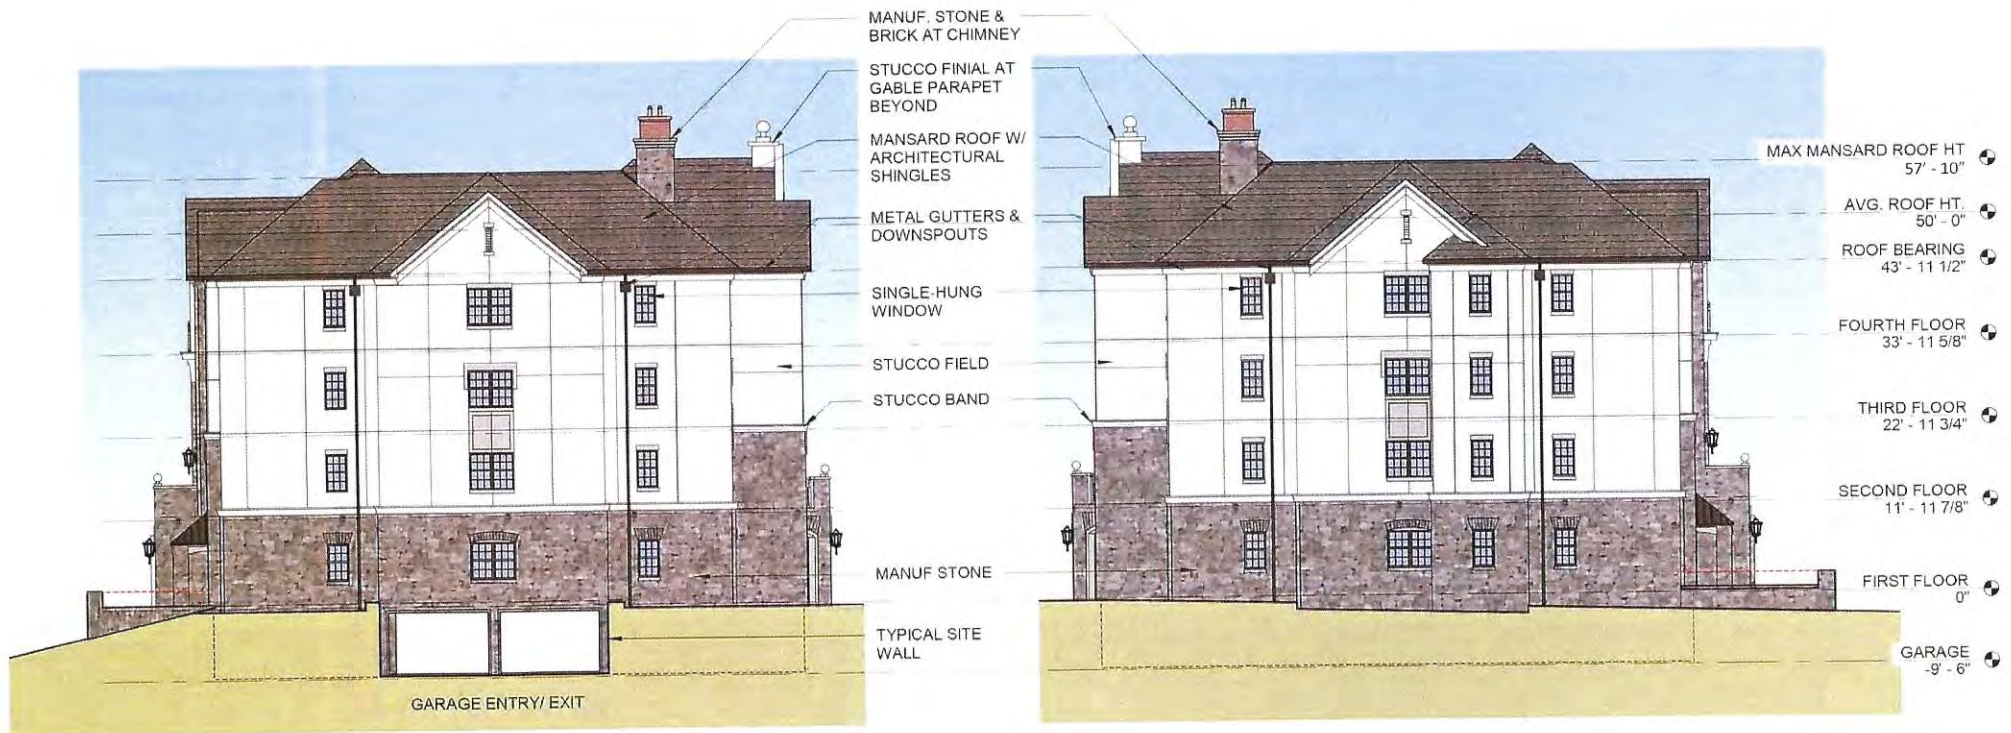 MANUF. STONE &
BRICK AT CHIMNEY
STUCCO FINIAL AT
GABLE PARAPET
BEYOND
MANSARD ROOF W/
ARCHITECTURAL
SHINGLES
METAL GUTTERS &
DOWNSPOUTS
SINGLE-HUNG
WINDOW
STUCCO FIELD
STUCCO BAND
MANUF STONE
TYPICAL SITE
WALL
GARAGE ENTRY/ EXIT
MAX MANSARD ROOF HT
57' - 10"
AVG. ROOF HT.
50' - 0"
ROOF BEARING
43' - 11 1/2"
FOURTH FLOOR
33' - 11 5/8"
THIRD FLOOR
22' - 11 3/4"
SECOND FLOOR
11' - 11 7/8"
FIRST FLOOR
0"
GARAGE
-9' - 6"